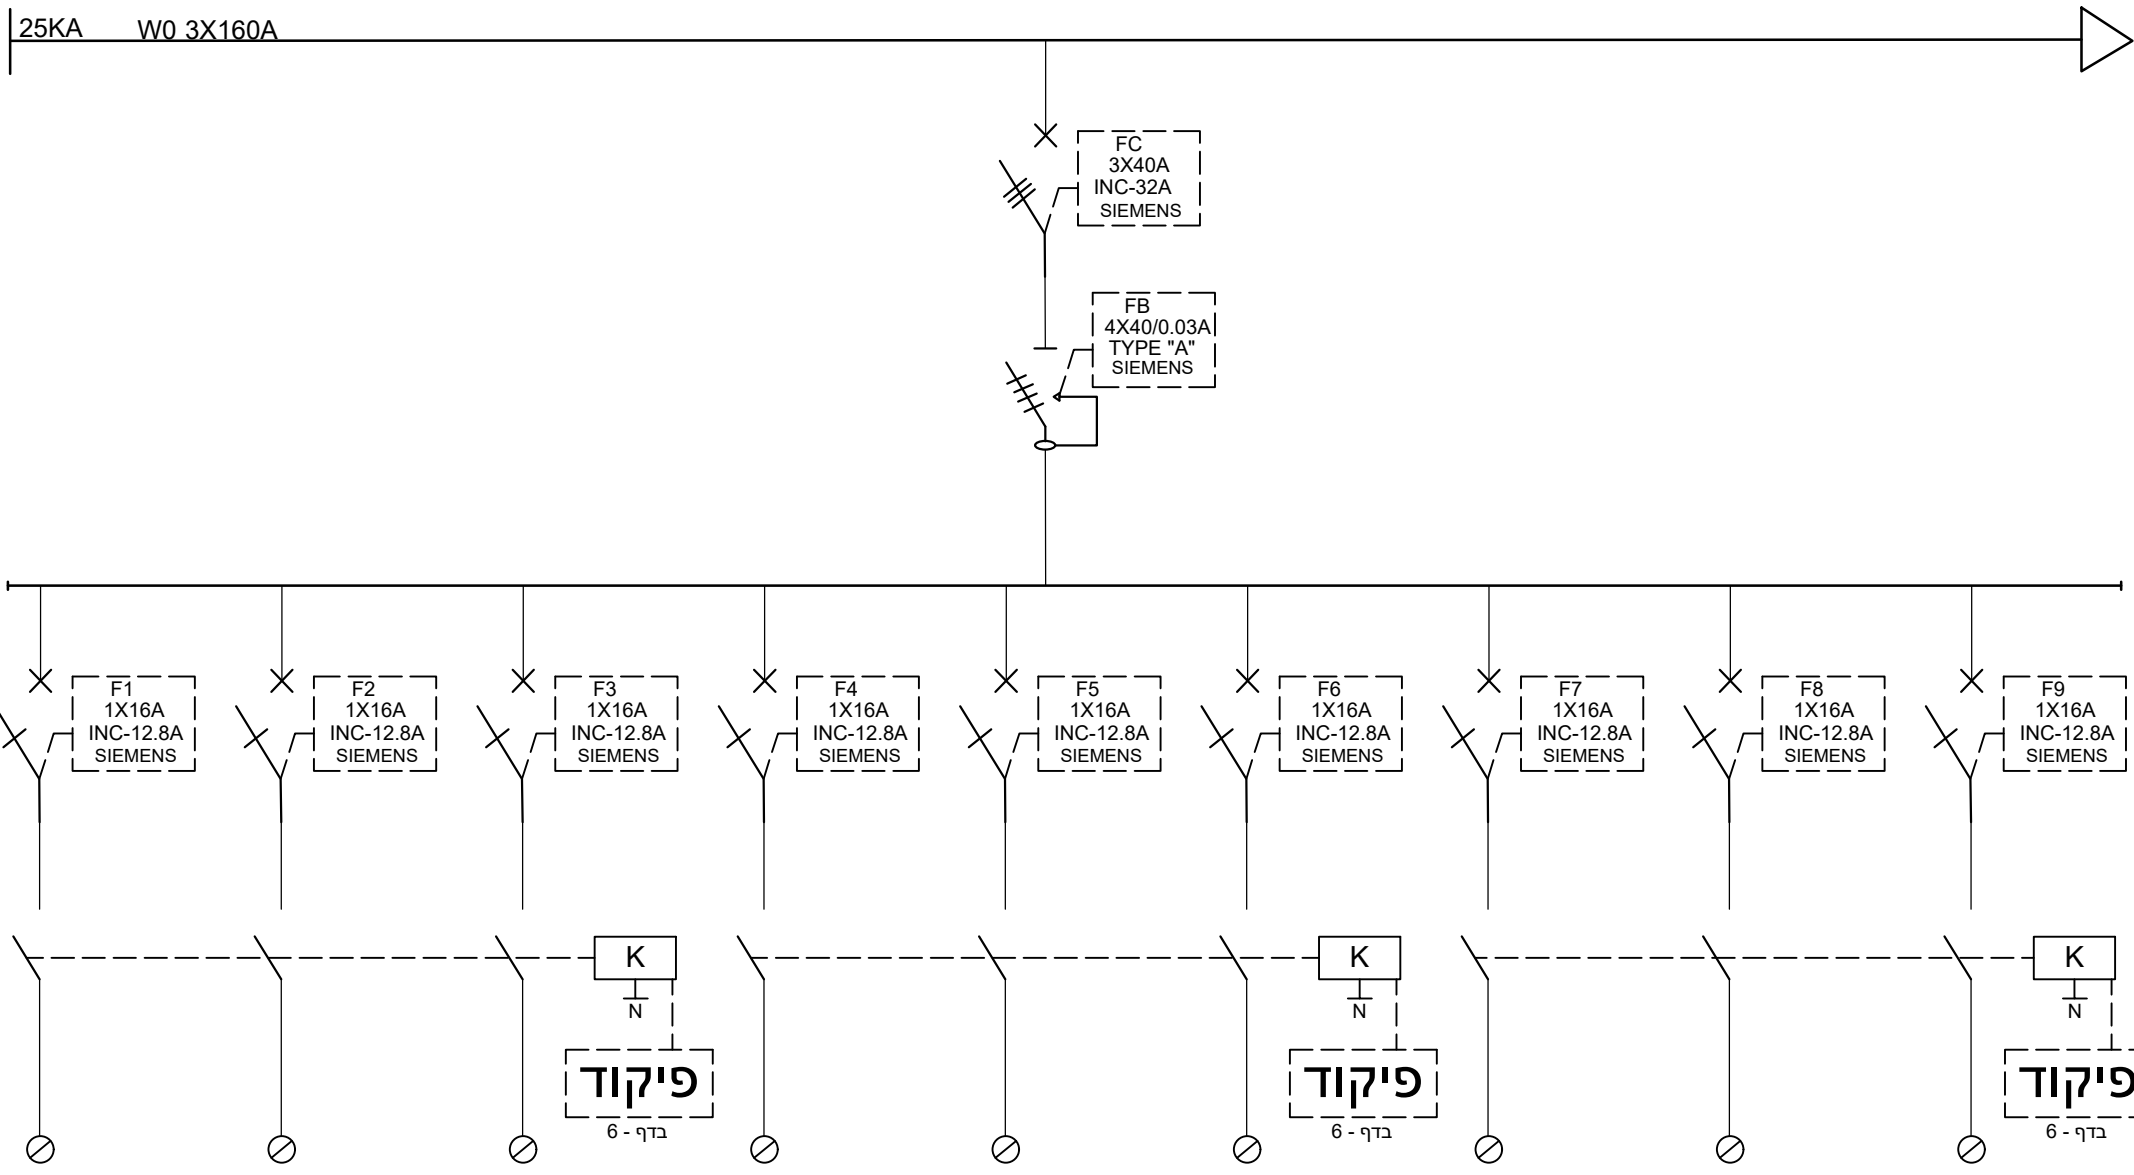 25KA W0 3X160A
FC
3X40A
INC-32A
SIEMENS
FB
4X40/0.03A
TYPE "A"
SIEMENS
F1
1X16A
INC-12.8A
SIEMENS
F2
1X16A
INC-12.8A
SIEMENS
F3
1X16A
INC-12.8A
SIEMENS
F4
1X16A
INC-12.8A
SIEMENS
F5
1X16A
INC-12.8A
SIEMENS
F6
1X16A
INC-12.8A
SIEMENS
F7
1X16A
INC-12.8A
SIEMENS
F8
1X16A
INC-12.8A
SIEMENS
F9
1X16A
INC-12.8A
SIEMENS
K
N
פיקוד
בדף - 6
K
N
פיקוד
בדף - 6
K
N
פיקוד
בדף - 6